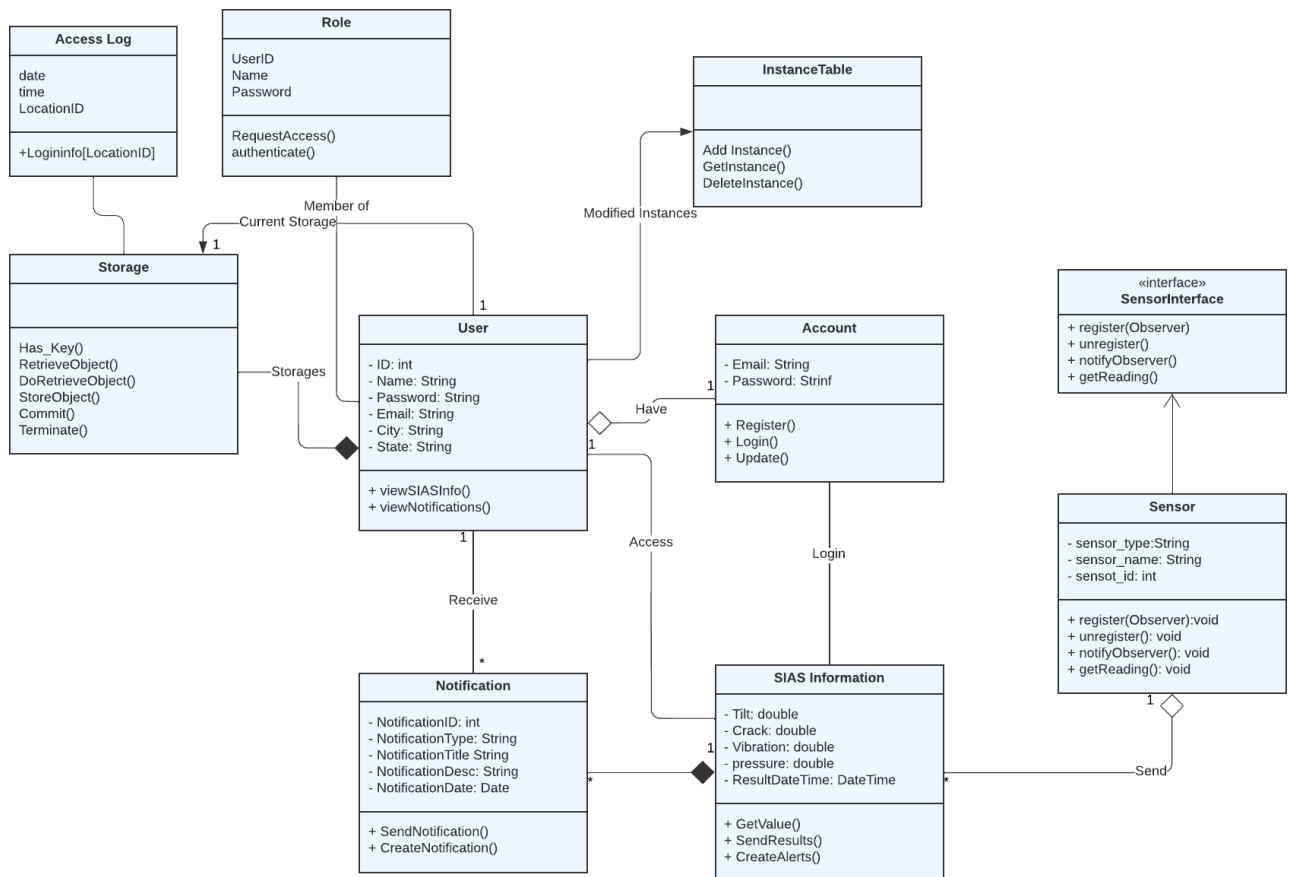 Access Log
date
time
LocationID
+Logininfo[LocationID]
Role
UserID
Name
Password
RequestAccess()
authenticate()
InstanceTable
Add Instance()
GetInstance()
DeleteInstance()
Member of
Current Storage
1
1
Modified Instances
Storage
Has_Key()
RetrieveObject()
DoRetrieveObject()
StoreObject()
Commit()
Terminate()
Storages
User
- ID: int
- Name: String
- Password: String
- Email: String
- City: String
- State: String
+ viewSIASInfo()
+ viewNotifications()
Have
1
1
Account
- Email: String
- Password: Strinf
+ Register()
+ Login()
+ Update()
«interface»
SensorInterface
+ register(Observer)
+ unregister()
+ notifyObserver()
+ getReading()
Sensor
- sensor_type:String
- sensor_name: String
- sensot_id: int
+ register(Observer):void
+ unregister(): void
+ notifyObserver(): void
+ getReading(): void
1
Receive
*
Access
Login
1
Notification
- NotificationID: int
- NotificationType: String
- NotificationTitle String
- NotificationDesc: String
- NotificationDate: Date
+ SendNotification()
+ CreateNotification()
*
1
SIAS Information
- Tilt: double
- Crack: double
- Vibration: double
- pressure: double
- ResultDateTime: DateTime
+ GetValue()
+ SendResults()
+ CreateAlerts()
*
Send